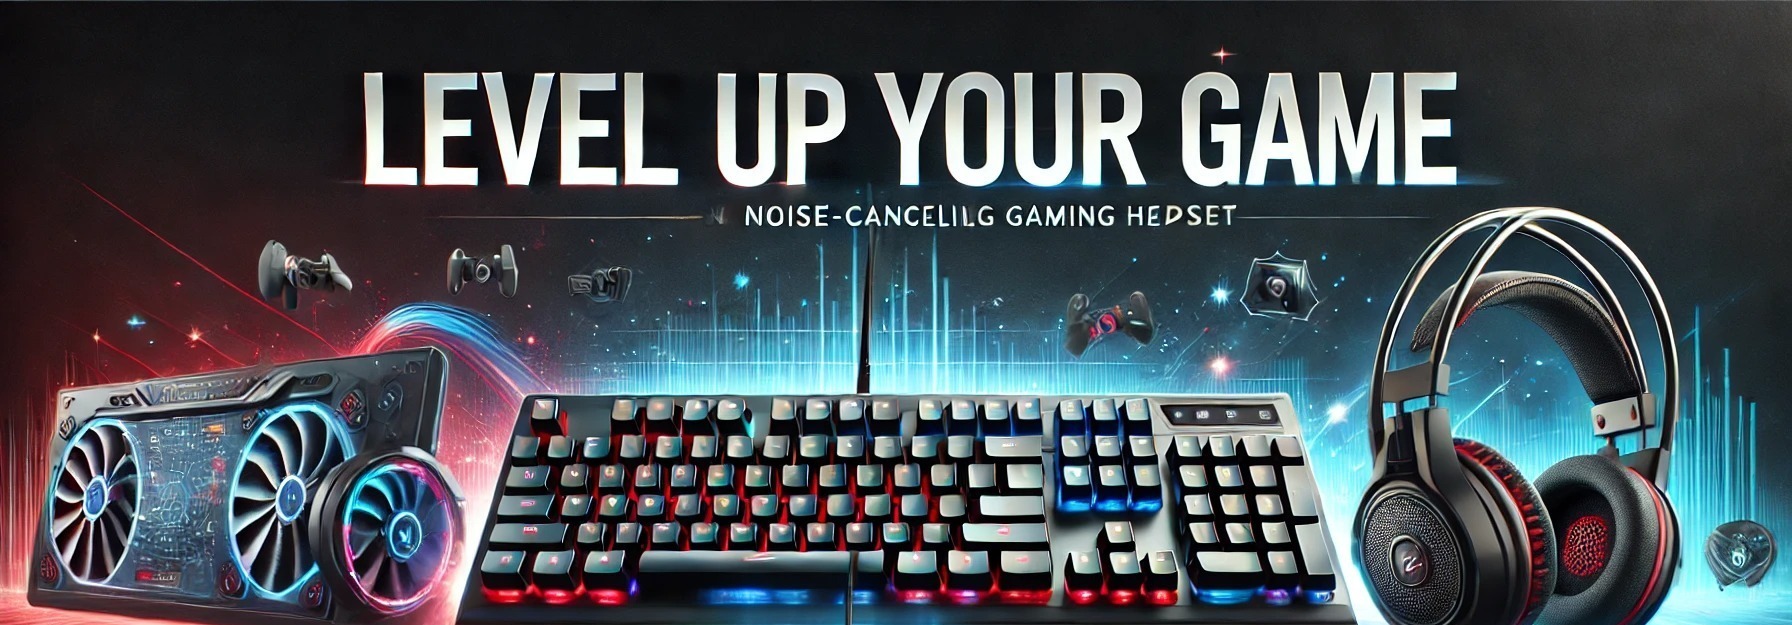 LEVEL UP YOUR GAME
NOISE-CANCELILG GAMING HEDSET